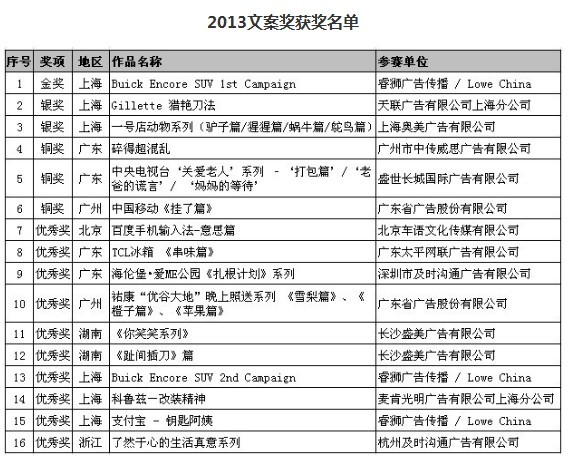 2013文案奖获奖名单
序号 奖项 地区 作品名称 参赛单位
1 金奖 上海 Buick Encore SUV 1st Campaign 睿狮广告传播 / Lowe China
2 银奖 上海 Gillette 猎艳刀法 天联广告有限公司上海分公司
3 银奖 上海 一号店动物系列（驴子篇/猩猩篇/蜗牛篇/鸵鸟篇） 上海奥美广告有限公司
4 铜奖 广东 碎得超混乱 广州市中传威思广告有限公司
5 铜奖 广东 中央电视台‘关爱老人’系列 -‘打包篇’/‘老
爸的谎言’/ ‘妈妈的等待’ 盛世长城国际广告有限公司
6 铜奖 广州 中国移动《挂了篇》 广东省广告股份有限公司
7 优秀奖 北京 百度手机输入法-意思篇 北京车语文化传媒有限公司
8 优秀奖 广东 TCL冰箱 《串味篇》 广东太平网联广告有限公司
9 优秀奖 广东 海伦堡·爱ME公园《扎根计划》系列 深圳市及时沟通广告有限公司
10 优秀奖 广州 祐康“优谷大地”晚上照送系列 《雪梨篇》、《
橙子篇》、《苹果篇》 广东省广告股份有限公司
11 优秀奖 湖南 《你笑笑系列》 长沙盛美广告有限公司
12 优秀奖 湖南 《趾间插刀》篇 长沙盛美广告有限公司
13 优秀奖 上海 Buick Encore SUV 2nd Campaign 睿狮广告传播 / Lowe China
14 优秀奖 上海 科鲁兹—改装精神 麦肯光明广告有限公司上海分公司
15 优秀奖 上海 支付宝 - 钥匙阿姨 睿狮广告传播 / Lowe China
16 优秀奖 浙江 了然于心的生活真意系列 杭州及时沟通广告有限公司